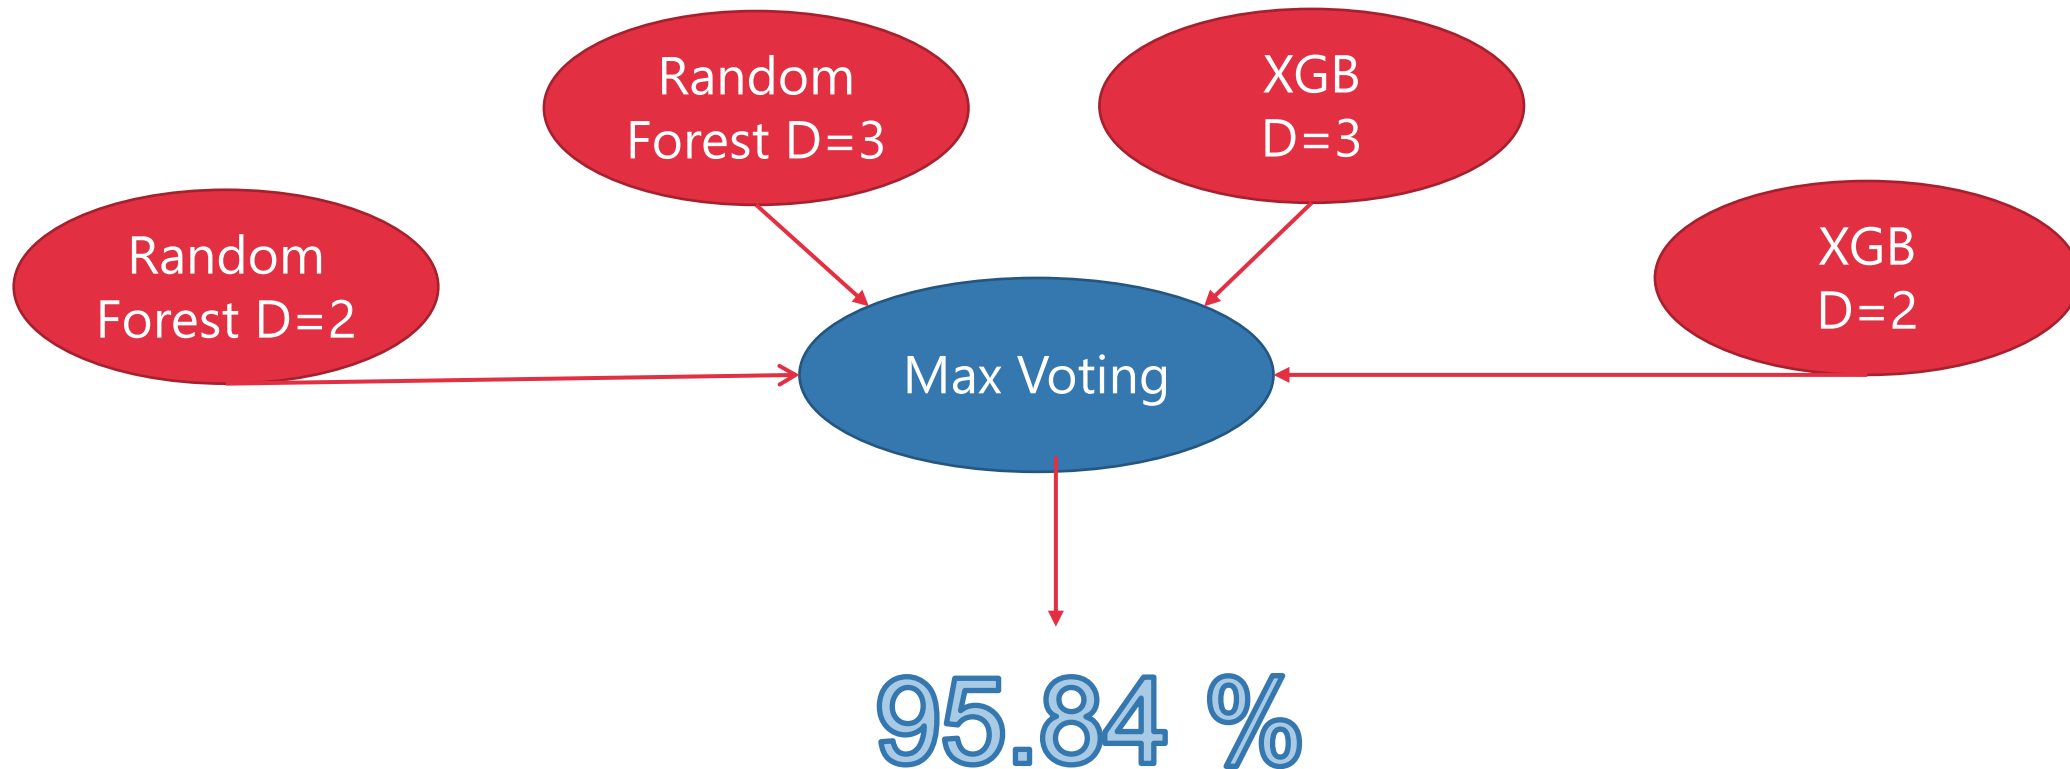 Random
Forest D=2
Random
Forest D=3
XGB
D=3
XGB
D=2
Max Voting
95.84 %